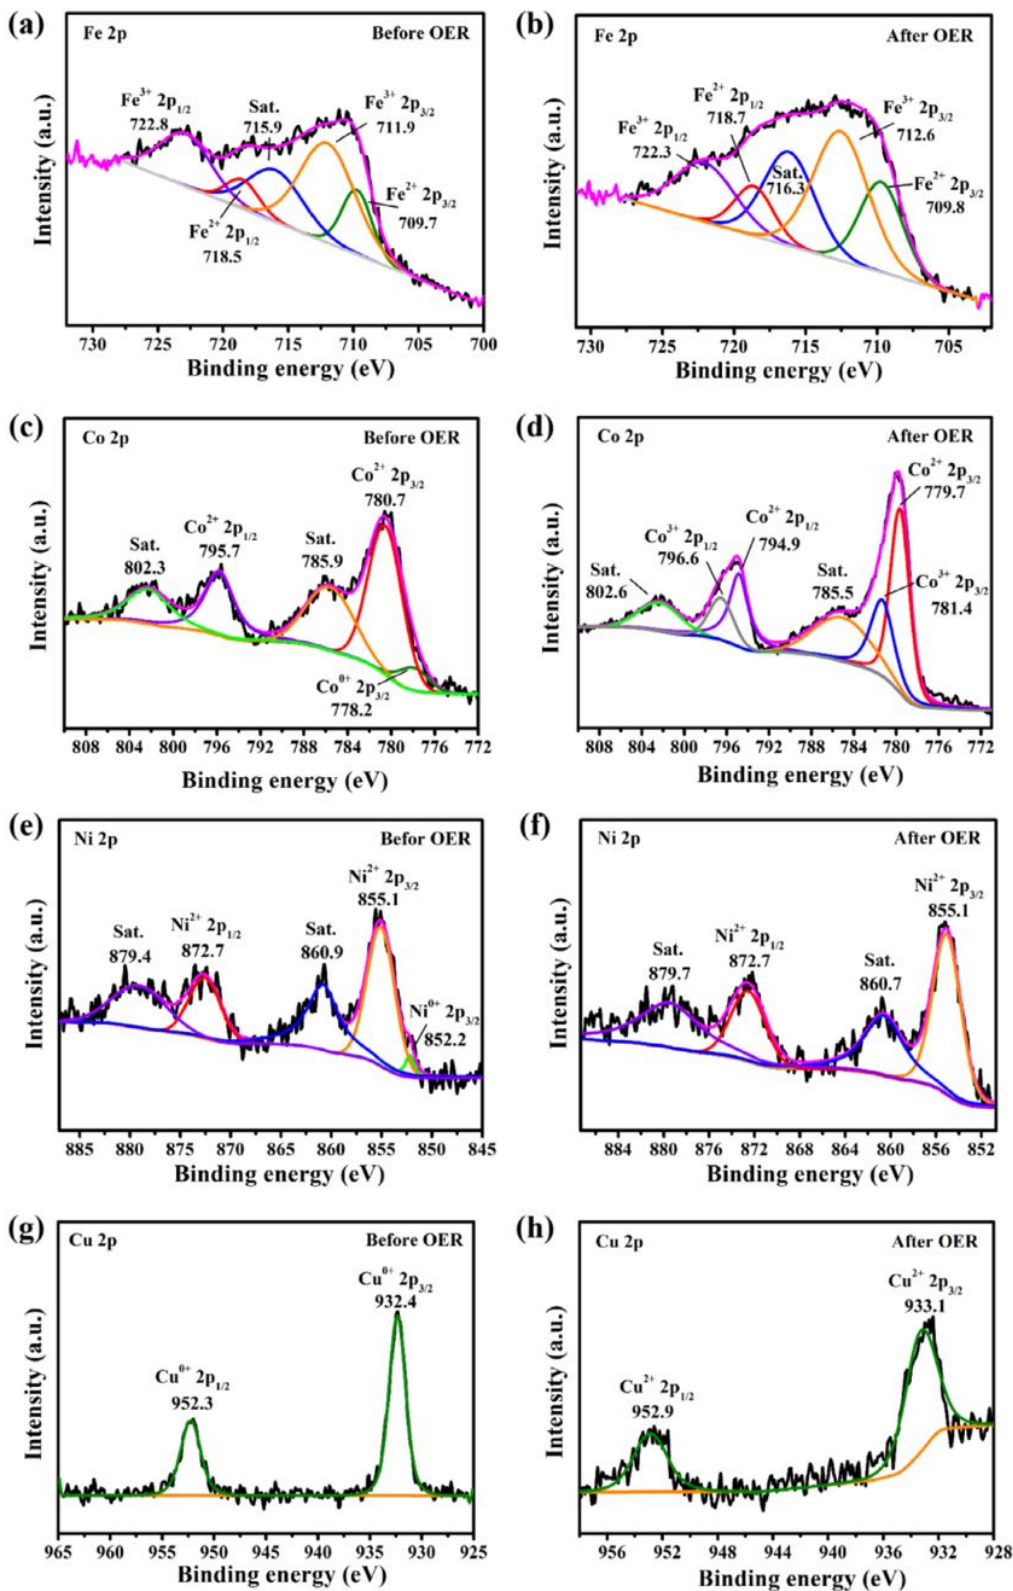 (a)
Fe 2p
Before OER
Fe³⁺ 2p₁/₂
722.8
Sat.
715.9
Fe³⁺ 2p₃/₂
711.9
Fe²⁺ 2p₁/₂
718.5
Fe²⁺ 2p₃/₂
709.7
Intensity (a.u.)
730 725 720 715 710 705 700
Binding energy (eV)
(b)
Fe 2p
After OER
Fe²⁺ 2p₁/₂
718.7
Fe³⁺ 2p₁/₂
722.3
Sat.
716.3
Fe³⁺ 2p₃/₂
712.6
Fe²⁺ 2p₃/₂
709.8
Intensity (a.u.)
730 725 720 715 710 705
Binding energy (eV)
(c)
Co 2p
Before OER
Sat.
802.3
Co²⁺ 2p₁/₂
795.7
Sat.
785.9
Co²⁺ 2p₃/₂
780.7
Co⁰⁺ 2p₃/₂
778.2
Intensity (a.u.)
808 804 800 796 792 788 784 780 776 772
Binding energy (eV)
(d)
Co 2p
After OER
Sat.
802.6
Co³⁺ 2p₁/₂
796.6
Co²⁺ 2p₁/₂
794.9
Sat.
785.5
Co²⁺ 2p₃/₂
779.7
Co³⁺ 2p₃/₂
781.4
Intensity (a.u.)
808 804 800 796 792 788 784 780 776 772
Binding energy (eV)
(e)
Ni 2p
Befor OER
Sat.
879.4
Ni²⁺ 2p₁/₂
872.7
Sat.
860.9
Ni²⁺ 2p₃/₂
855.1
Ni⁰⁺ 2p₃/₂
852.2
Intensity (a.u.)
885 880 875 870 865 860 855 850 845
Binding energy (eV)
(f)
Ni 2p
After OER
Sat.
879.7
Ni²⁺ 2p₁/₂
872.7
Sat.
860.7
Ni²⁺ 2p₃/₂
855.1
Intensity (a.u.)
884 880 876 872 868 864 860 856 852
Binding energy (eV)
(g)
Cu 2p
Before OER
Cu⁰⁺ 2p₁/₂
952.3
Cu⁰⁺ 2p₃/₂
932.4
Intensity (a.u.)
965 960 955 950 945 940 935 930 925
Binding energy (eV)
(h)
Cu 2p
After OER
Cu²⁺ 2p₁/₂
952.9
Cu²⁺ 2p₃/₂
933.1
Intensity (a.u.)
956 952 948 944 940 936 932 928
Binding energy (eV)